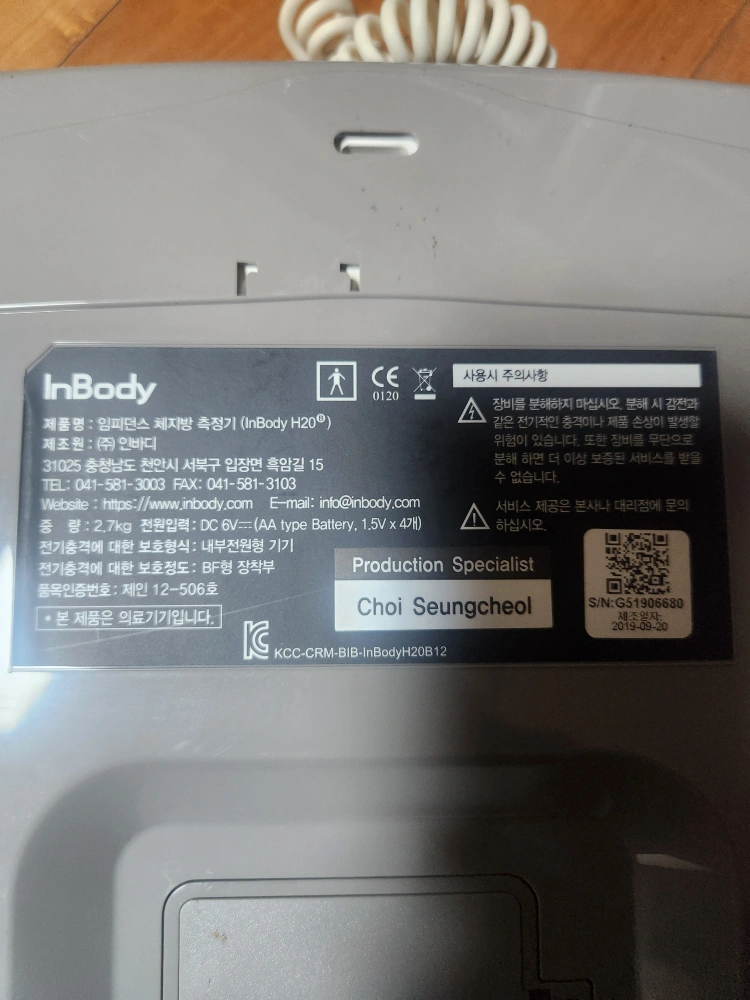 InBody
제품명 : 임피던스 체지방 측정기 (InBody H20ᴮ)
제조원 : (주) 인바디
31025 충청남도 천안시 서북구 입장면 흑암길 15
TEL: 041-581-3003 FAX: 041-581-3103
Website : https://www.inbody.com E-mail: info@inbody.com
중 량 : 2.7kg 전원입력 : DC 6V⎓(AA type Battery, 1.5V x 4개)
전기충격에 대한 보호형식 : 내부전원형 기기
전기충격에 대한 보호정도 : BF형 장착부
품목인증번호 : 제인 12-506호
* 본 제품은 의료기기입니다.
CE
0120
사용시 주의사항
장비를 분해하지 마십시오. 분해 시 감전과
같은 전기적인 충격이나 제품 손상이 발생할
위험이 있습니다. 또한 장비를 무단으로
분해 하면 더 이상 보증된 서비스를 받을
수 없습니다.
서비스 제공은 본사나 대리점에 문의
하십시오.
Production Specialist
Choi Seungcheol
S/N:G51906680
제조일자:
2019-09-20
KCC-CRM-BIB-InBodyH20B12